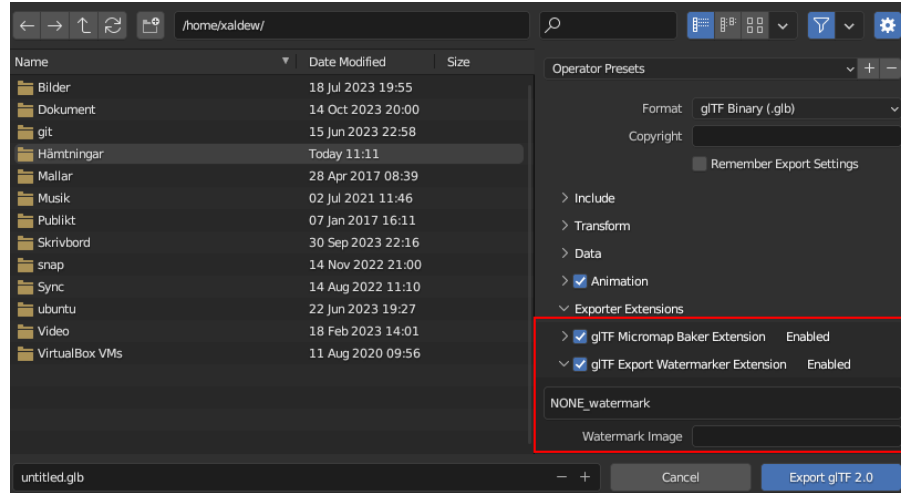 /home/xaldew/
Name Date Modified Size
Bilder 18 Jul 2023 19:55
Dokument 14 Oct 2023 20:00
git 15 Jun 2023 22:58
Hämtningar Today 11:11
Mallar 28 Apr 2017 08:39
Musik 02 Jul 2021 11:46
Publikt 07 Jan 2017 16:11
Skrivbord 30 Sep 2023 22:16
snap 14 Nov 2022 21:00
Sync 14 Aug 2022 11:10
ubuntu 22 Jun 2023 19:27
Video 18 Feb 2023 14:01
VirtualBox VMs 11 Aug 2020 09:56
Operator Presets
Format glTF Binary (.glb)
Copyright
Remember Export Settings
Include
Transform
Data
Animation
Exporter Extensions
glTF Micromap Baker Extension Enabled
glTF Export Watermarker Extension Enabled
NONE_watermark
Watermark Image
untitled.glb
Cancel
Export glTF 2.0